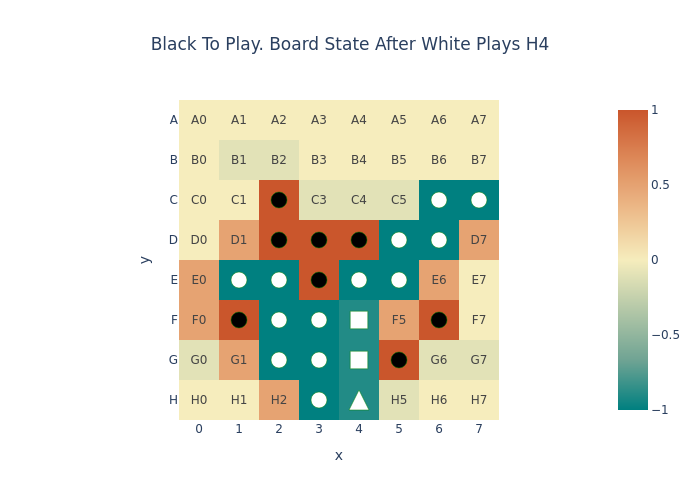 Black To Play. Board State After White Plays H4
A A0 A1 A2 A3 A4 A5 A6 A7
B B0 B1 B2 B3 B4 B5 B6 B7
C C0 C1 C3 C4 C5
D D0 D1 D7
E E0 E6 E7
F F0 F5 F7
G G0 G1 G6 G7
H H0 H1 H2 H5 H6 H7
0 1 2 3 4 5 6 7
x
y
1
0.5
0
−0.5
−1